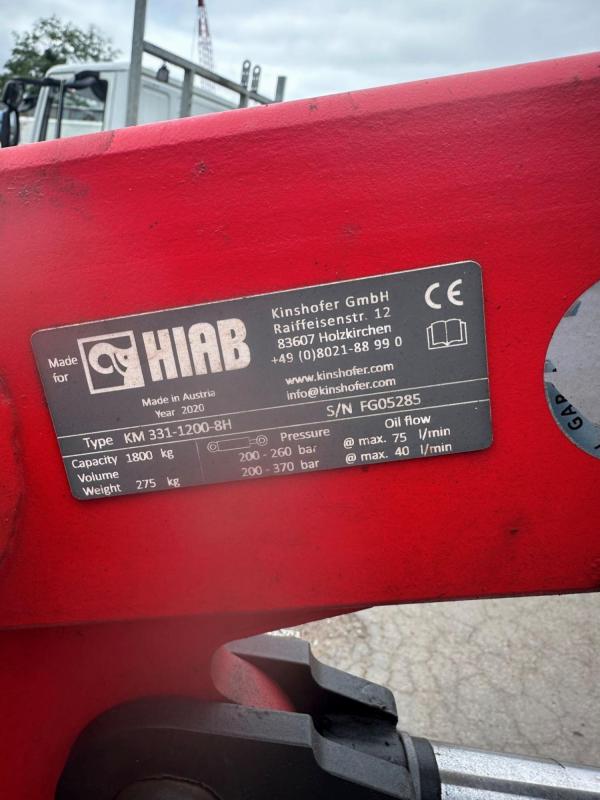 Made for
HIAB
Kinshofer GmbH
Raiffeisenstr. 12
83607 Holzkirchen
+49 (0)8021-88 99 0
CE
www.kinshofer.com
info@kinshofer.com
Made in Austria
Year 2020
S/N FG05285
Type KM 331-1200-8H
Capacity 1800 kg
Volume
Weight 275 kg
Pressure
200 - 260 bar
200 - 370 bar
Oil flow
@ max. 75 l/min
@ max. 40 l/min
GAP